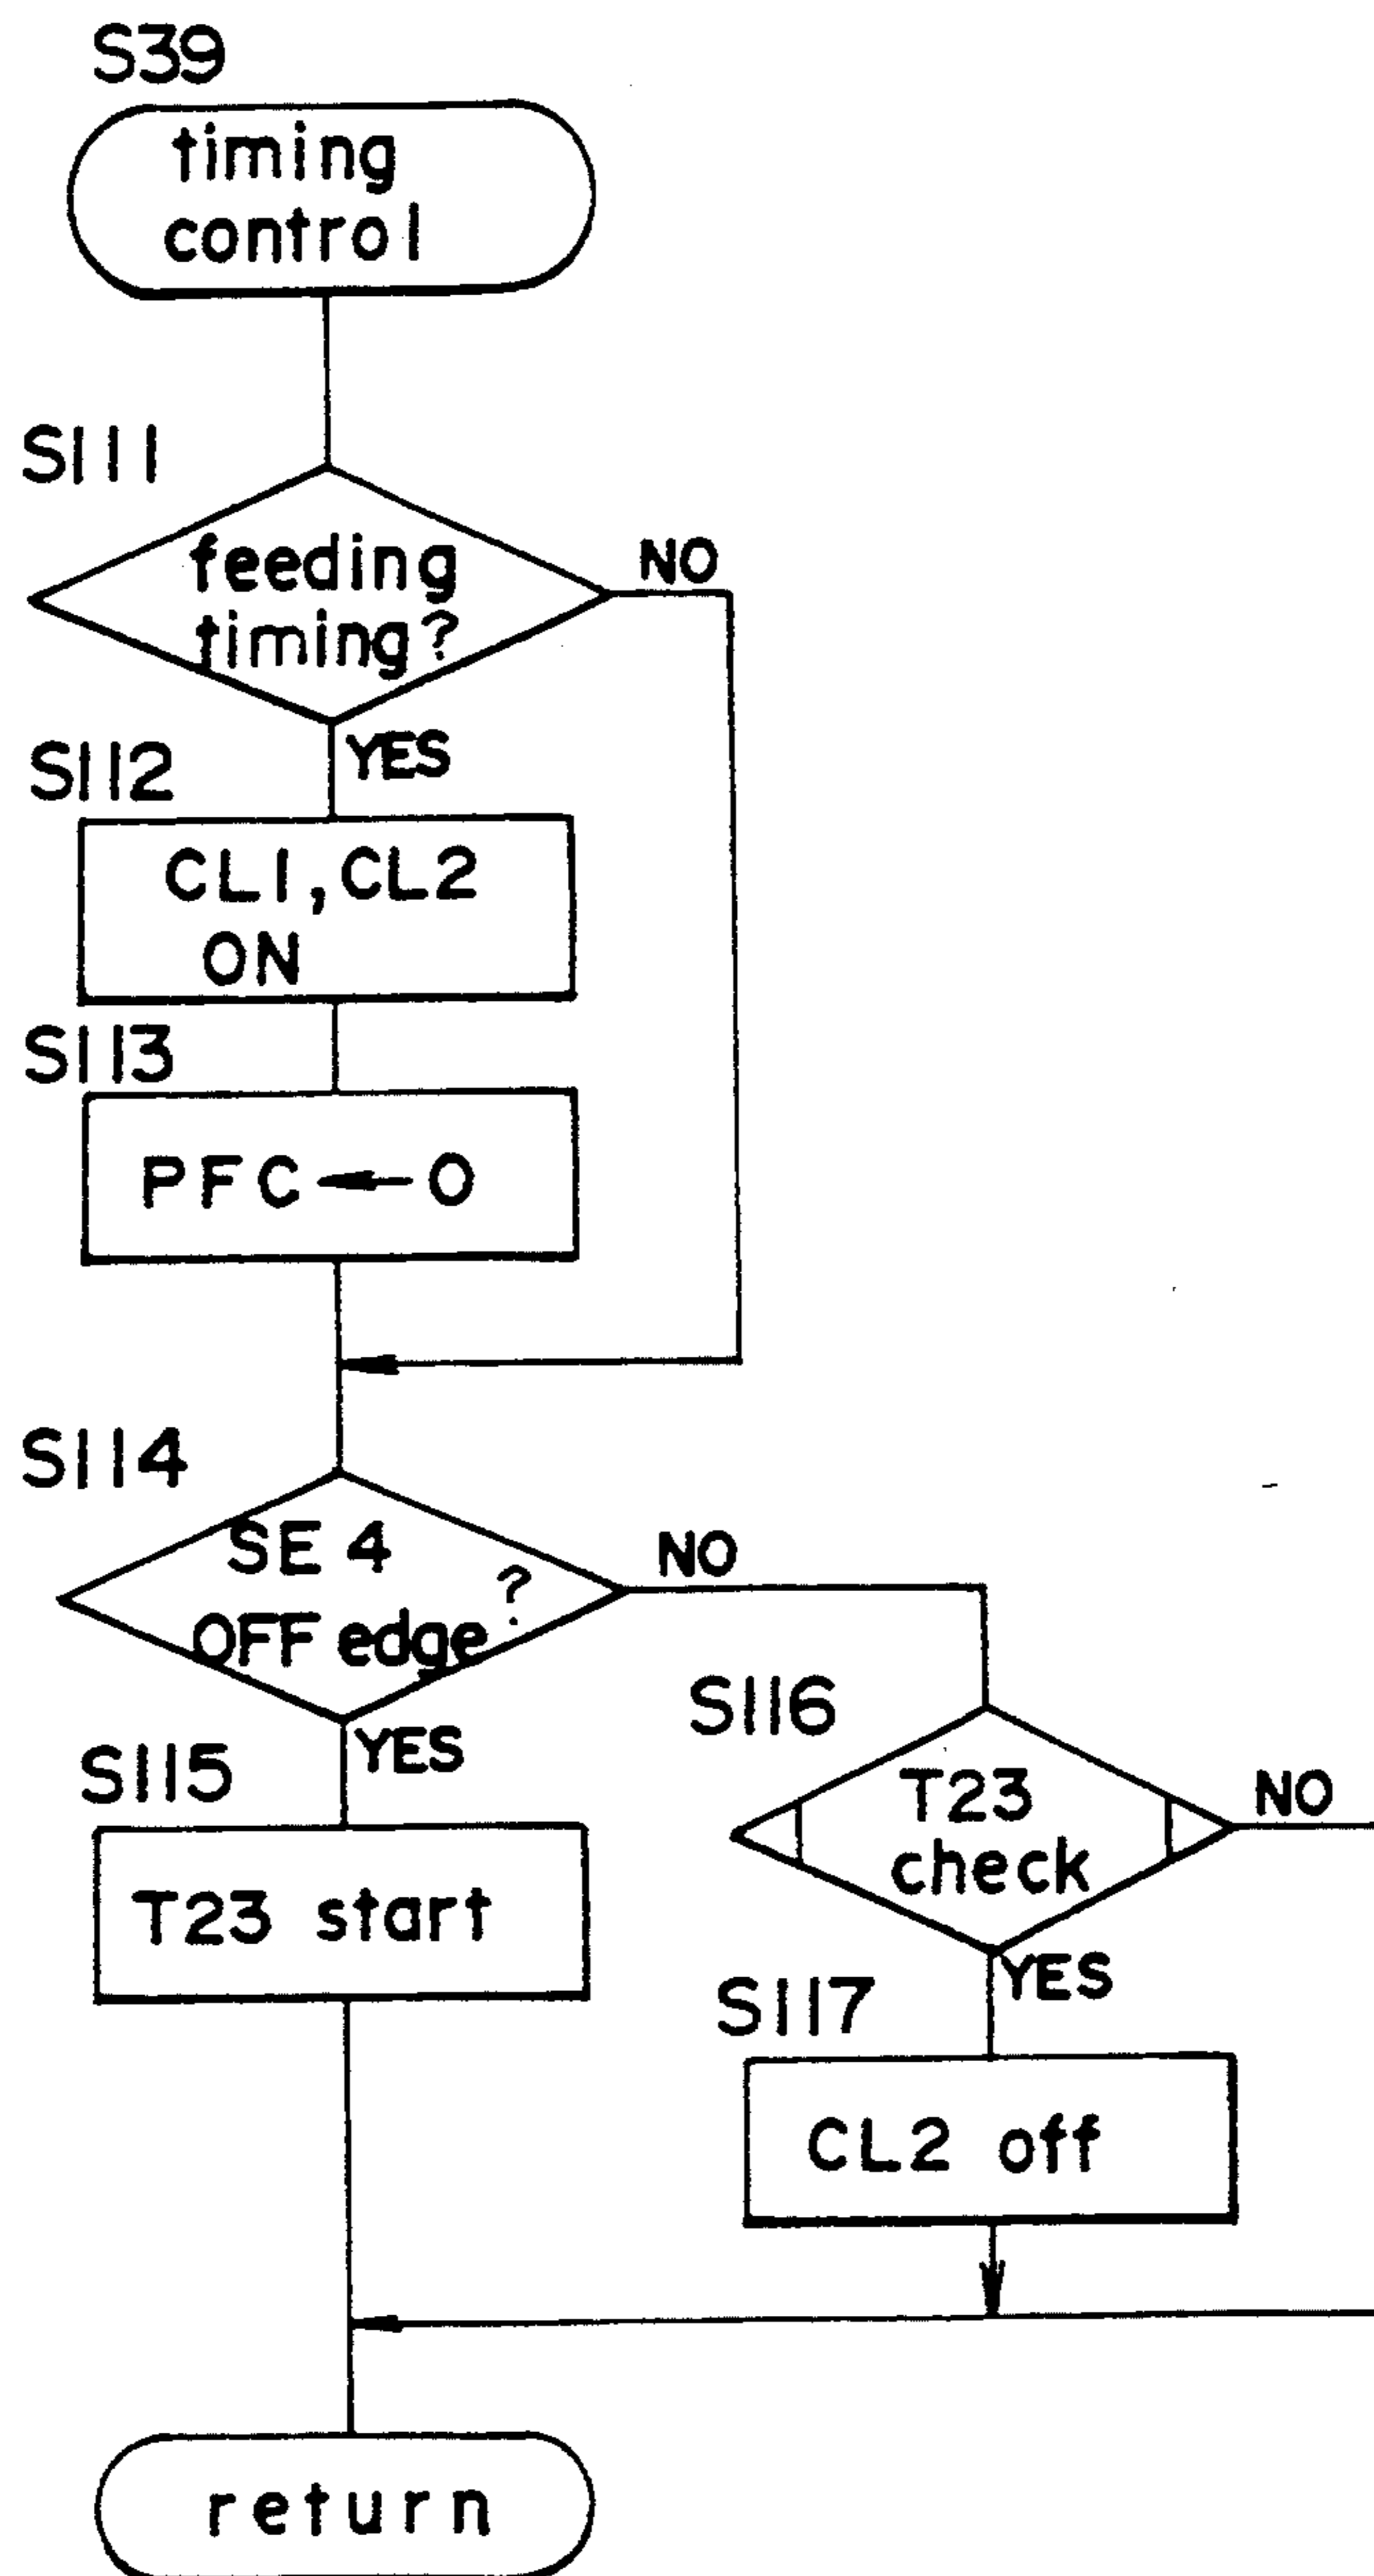 S39
timing
control
S111
feeding
timing?
NO
YES
S112
CL1, CL2
ON
S113
PFC ← 0
S114
SE 4
OFF edge?
NO
YES
S115
T23 start
S116
T23
check
NO
YES
S117
CL2 off
return